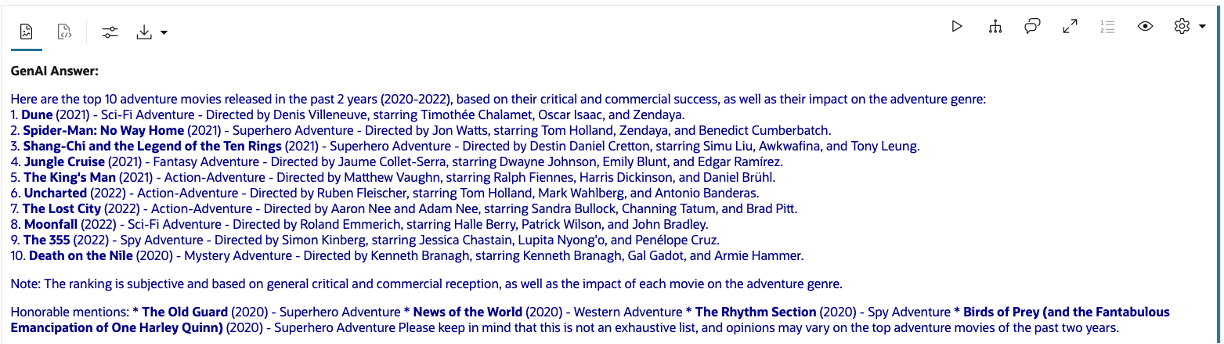 GenAI Answer:
Here are the top 10 adventure movies released in the past 2 years (2020-2022), based on their critical and commercial success, as well as their impact on the adventure genre:
1. Dune (2021) - Sci-Fi Adventure - Directed by Denis Villeneuve, starring Timothée Chalamet, Oscar Isaac, and Zendaya.
2. Spider-Man: No Way Home (2021) - Superhero Adventure - Directed by Jon Watts, starring Tom Holland, Zendaya, and Benedict Cumberbatch.
3. Shang-Chi and the Legend of the Ten Rings (2021) - Superhero Adventure - Directed by Destin Daniel Cretton, starring Simu Liu, Awkwafina, and Tony Leung.
4. Jungle Cruise (2021) - Fantasy Adventure - Directed by Jaume Collet-Serra, starring Dwayne Johnson, Emily Blunt, and Edgar Ramírez.
5. The King's Man (2021) - Action-Adventure - Directed by Matthew Vaughn, starring Ralph Fiennes, Harris Dickinson, and Daniel Brühl.
6. Uncharted (2022) - Action-Adventure - Directed by Ruben Fleischer, starring Tom Holland, Mark Wahlberg, and Antonio Banderas.
7. The Lost City (2022) - Action-Adventure - Directed by Aaron Nee and Adam Nee, starring Sandra Bullock, Channing Tatum, and Brad Pitt.
8. Moonfall (2022) - Sci-Fi Adventure - Directed by Roland Emmerich, starring Halle Berry, Patrick Wilson, and John Bradley.
9. The 355 (2022) - Spy Adventure - Directed by Simon Kinberg, starring Jessica Chastain, Lupita Nyong'o, and Penélope Cruz.
10. Death on the Nile (2020) - Mystery Adventure - Directed by Kenneth Branagh, starring Kenneth Branagh, Gal Gadot, and Armie Hammer.
Note: The ranking is subjective and based on general critical and commercial reception, as well as the impact of each movie on the adventure genre.
Honorable mentions: * The Old Guard (2020) - Superhero Adventure * News of the World (2020) - Western Adventure * The Rhythm Section (2020) - Spy Adventure * Birds of Prey (and the Fantabulous
Emancipation of One Harley Quinn) (2020) - Superhero Adventure Please keep in mind that this is not an exhaustive list, and opinions may vary on the top adventure movies of the past two years.